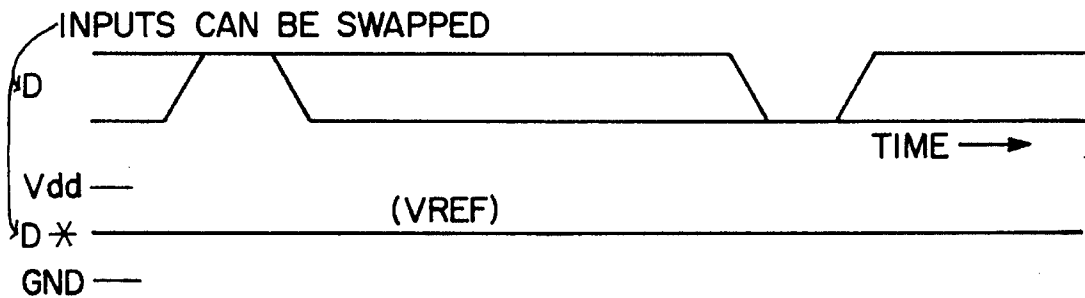 INPUTS CAN BE SWAPPED
D
TIME
Vdd
(VREF)
D*
GND